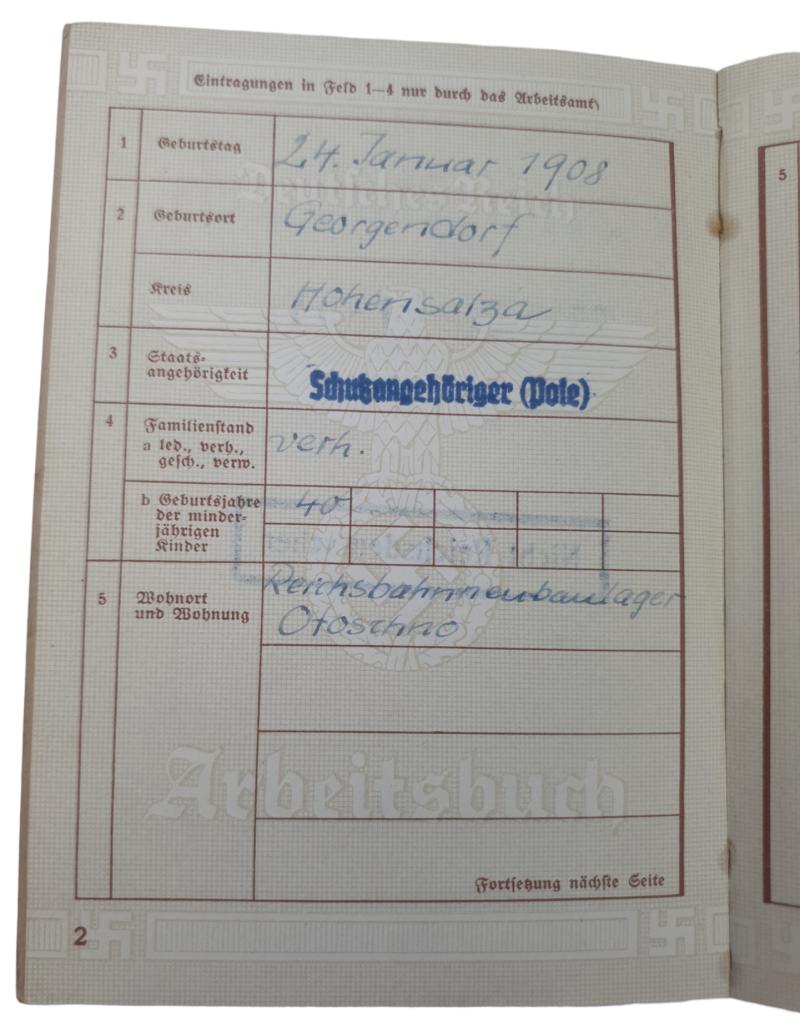 Eintragungen in Feld 1—4 nur durch das Arbeitsamt
1 Geburtstag 24. Januar 1908
Deutsches Reich
2 Geburtsort Georgendorf
Kreis Hohensalza
3 Staats-
angehörigkeit Schutzangehöriger (Pole)
4 Familienstand verh.
a led., verh.,
gesch., verw.
b Geburtsjahre 40
der minder-
jährigen
Kinder
5 Wohnort Reichsbahnneubaulager
und Wohnung Otoschno
Arbeitsbuch
Fortsetzung nächste Seite
2
5